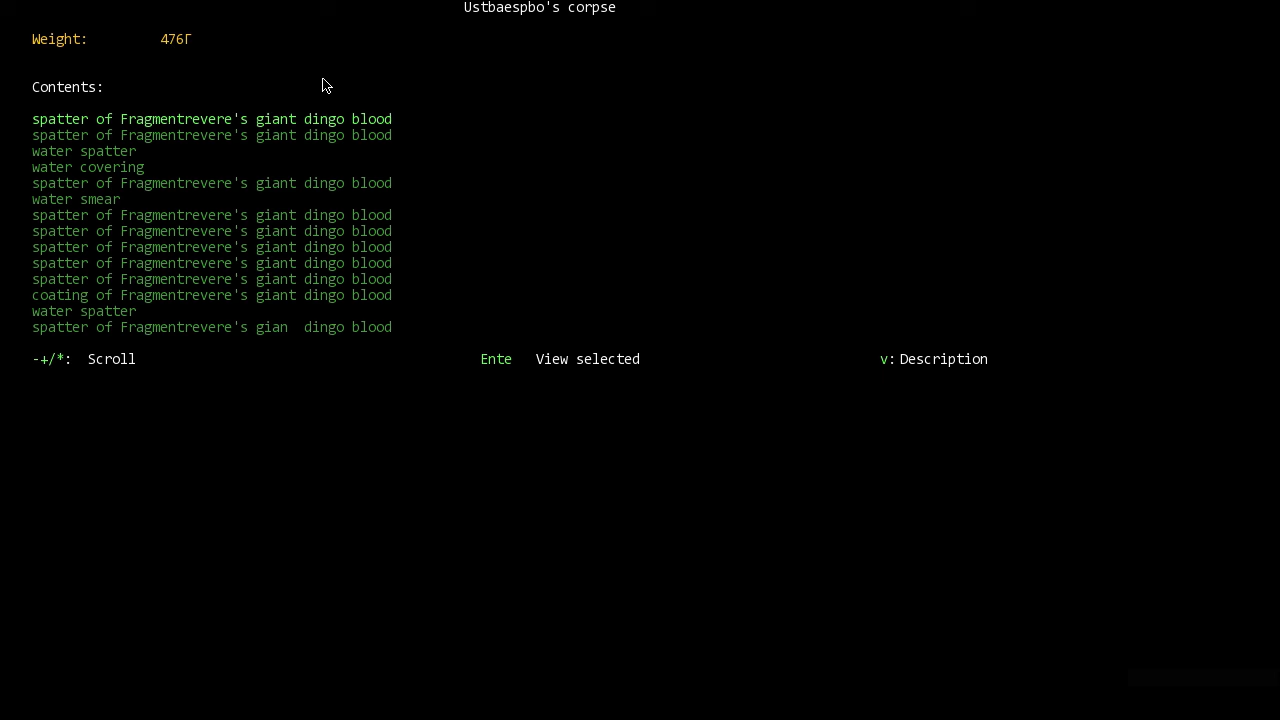 Ustbaespbo's corpse
Weight: 476Γ
Contents:
spatter of Fragmentrevere's giant dingo blood
spatter of Fragmentrevere's giant dingo blood
water spatter
water covering
spatter of Fragmentrevere's giant dingo blood
water smear
spatter of Fragmentrevere's giant dingo blood
spatter of Fragmentrevere's giant dingo blood
spatter of Fragmentrevere's giant dingo blood
spatter of Fragmentrevere's giant dingo blood
spatter of Fragmentrevere's giant dingo blood
coating of Fragmentrevere's giant dingo blood
water spatter
spatter of Fragmentrevere's gian dingo blood
-+/*: Scroll Ente View selected v: Description